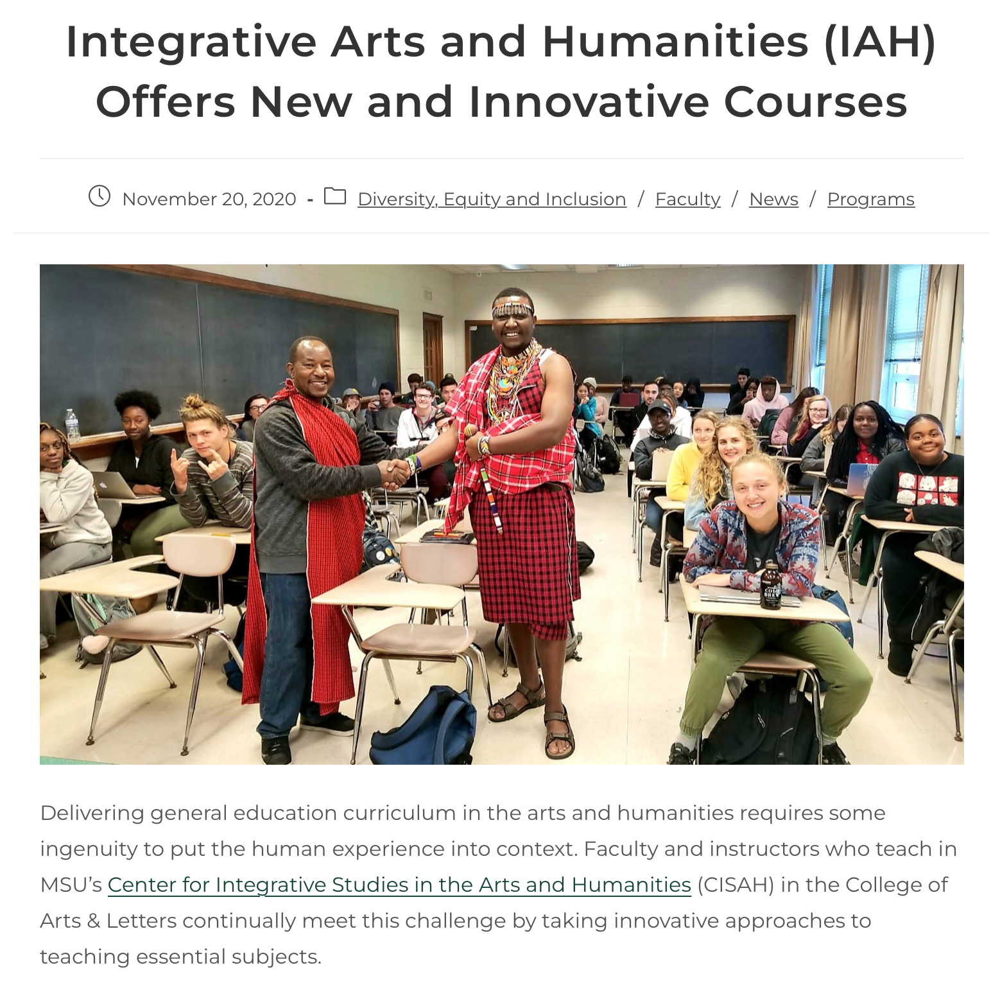 Integrative Arts and Humanities (IAH)
Offers New and Innovative Courses
November 20, 2020 - Diversity, Equity and Inclusion / Faculty / News / Programs
COLD
BREW
Delivering general education curriculum in the arts and humanities requires some
ingenuity to put the human experience into context. Faculty and instructors who teach in
MSU’s Center for Integrative Studies in the Arts and Humanities (CISAH) in the College of
Arts & Letters continually meet this challenge by taking innovative approaches to
teaching essential subjects.